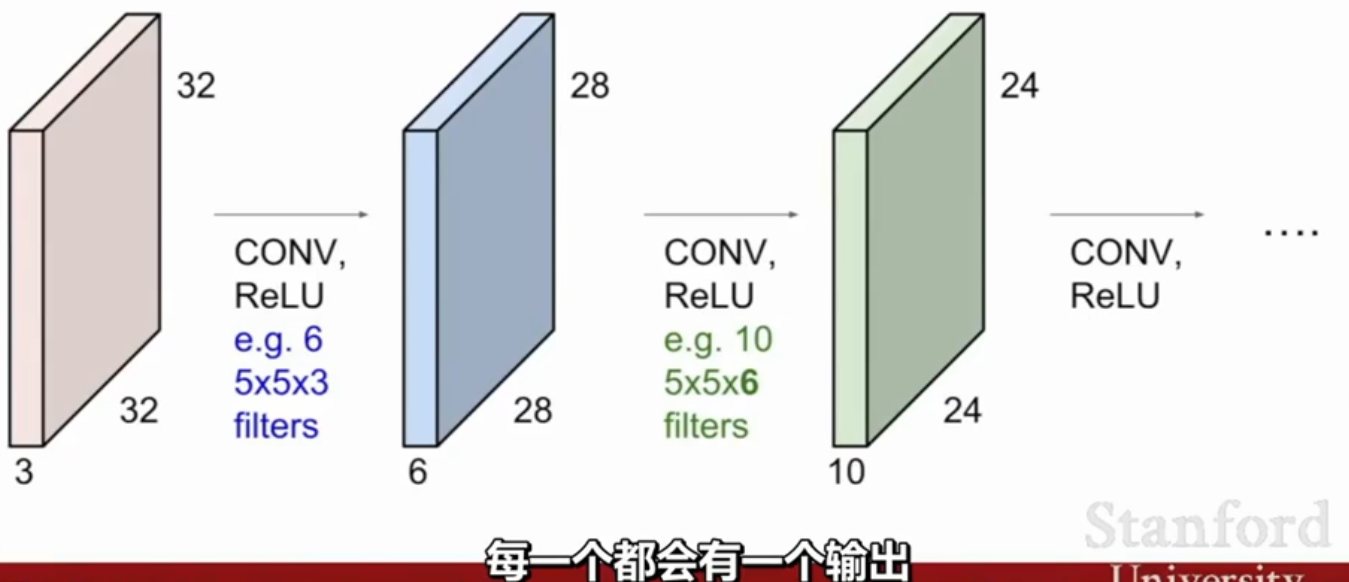 32
32
3
CONV,
ReLU
e.g. 6
5x5x3
filters
28
28
6
CONV,
ReLU
e.g. 10
5x5x6
filters
24
24
10
CONV,
ReLU
....
每一个都会有一个输出
Stanford
University